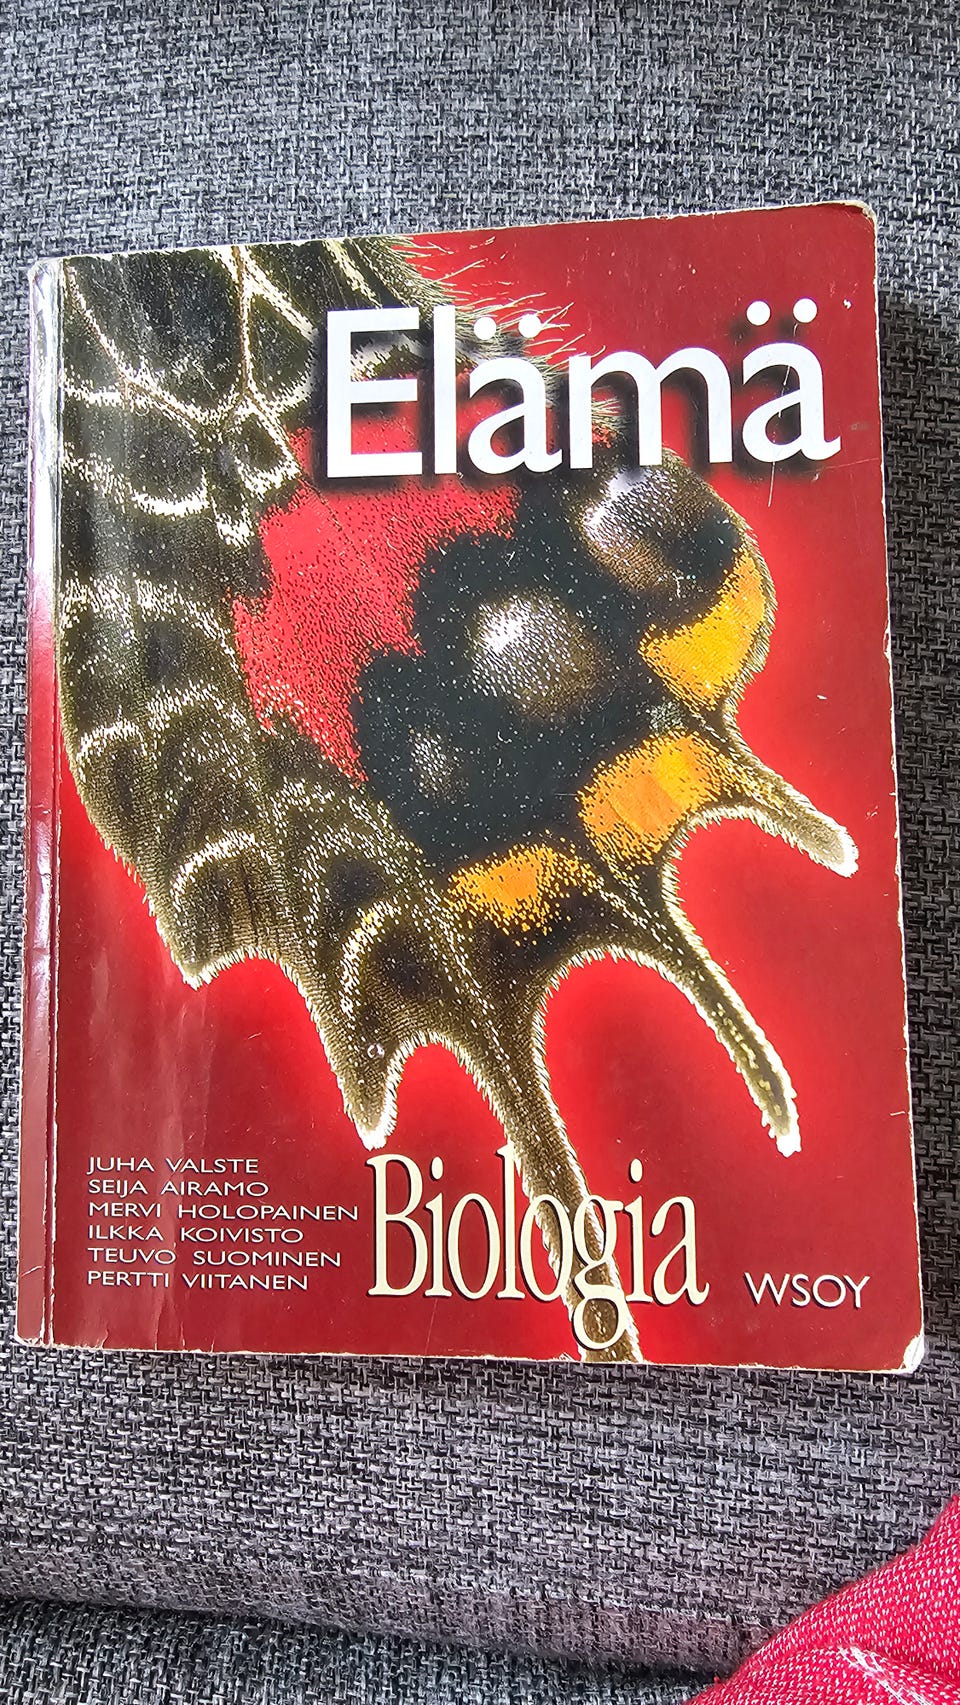 Elämä
JUHA VALSTE
SEIJA AIRAMO
MERVI HOLOPAINEN
ILKKA KOIVISTO
TEUVO SUOMINEN
PERTTI VIITANEN
Biologia
WSOY